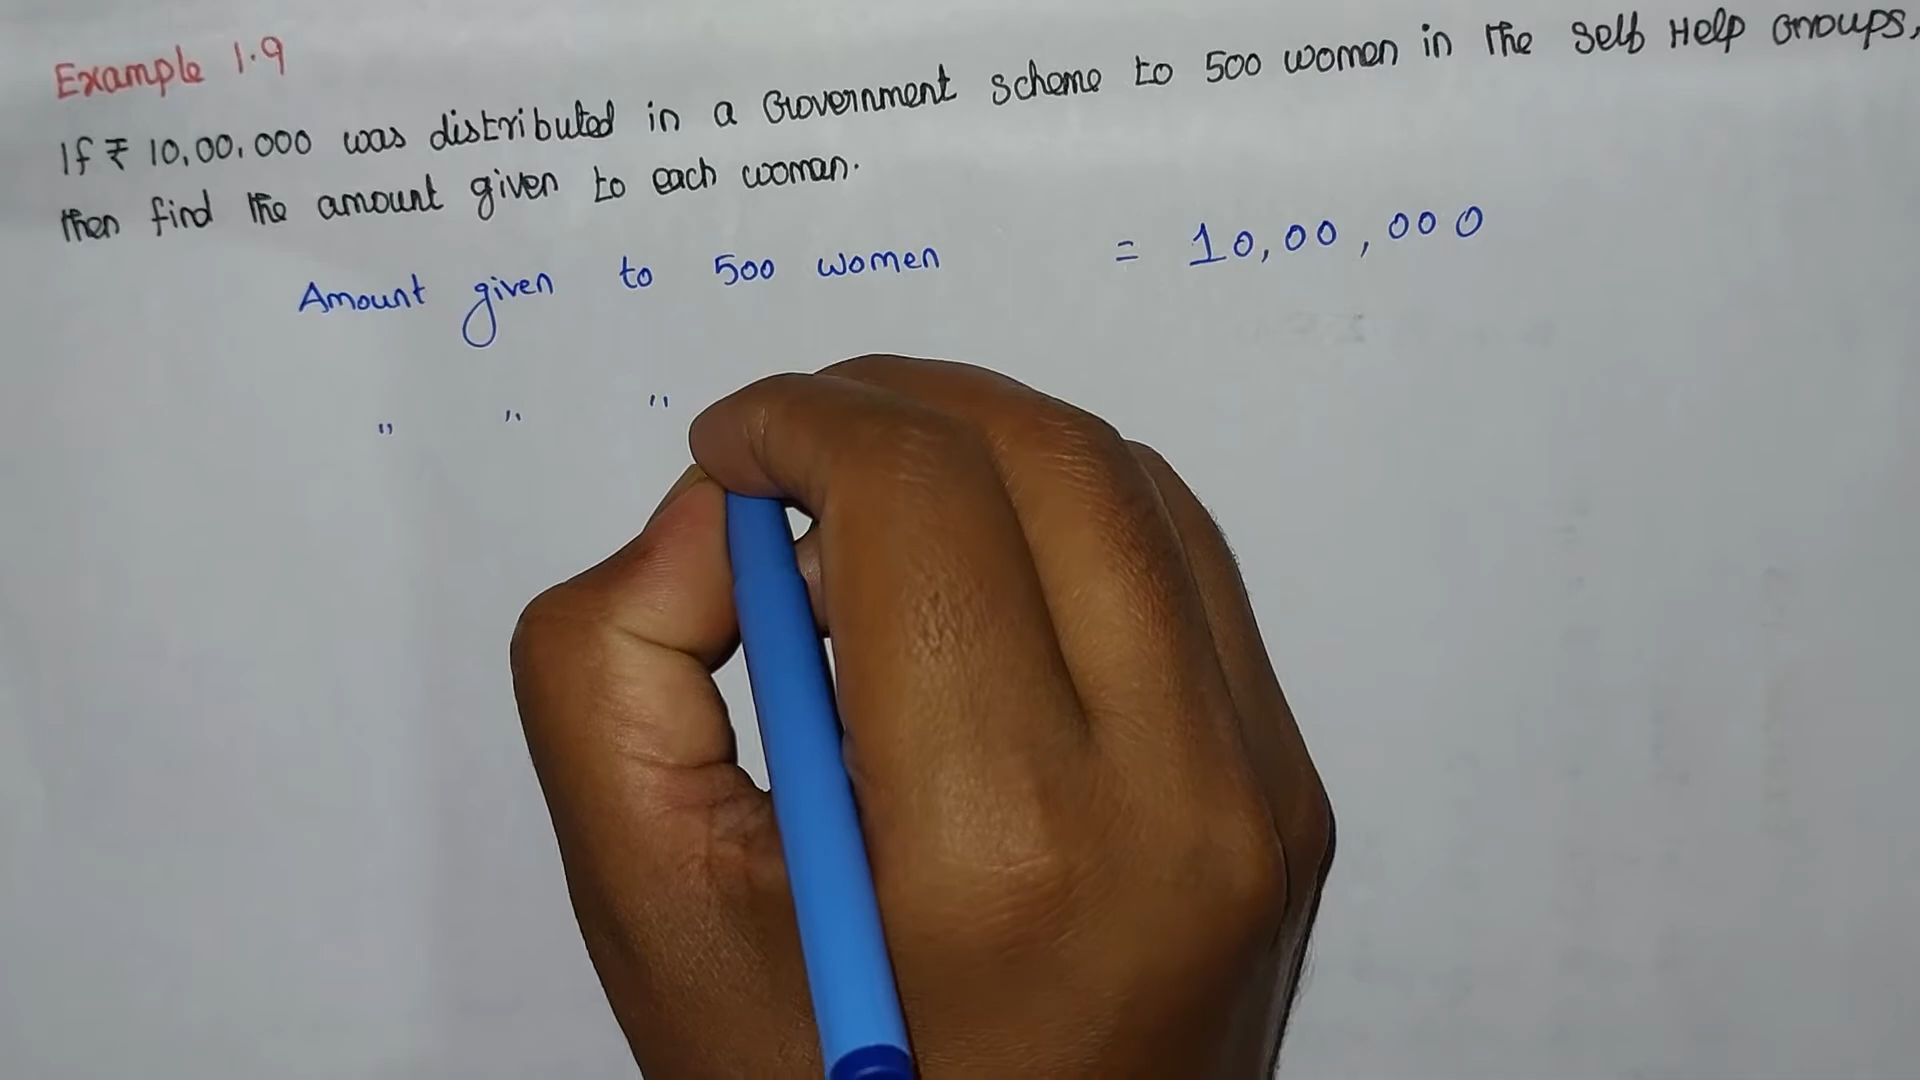 Example 1.9
If ₹ 10,00,000 was distributed in a Government scheme to 500 women in the Self Help Groups,
then find the amount given to each woman.
Amount given to 500 women = 10,00,000
" " "